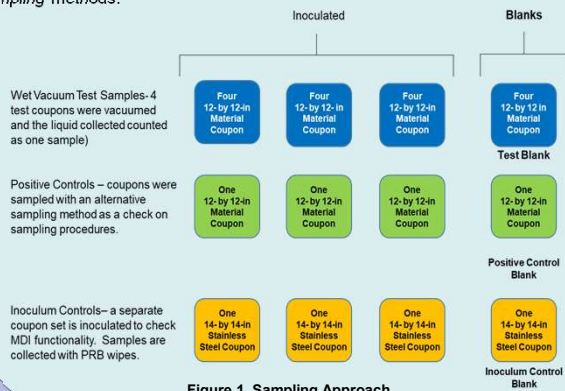 mpling methods.
Inoculated
Blanks
Wet Vacuum Test Samples- 4
test coupons were vacuumed
and the liquid collected counted
as one sample)
Four
12- by 12-in
Material
Coupon
Four
12- by 12- in
Material
Coupon
Four
12- by 12-in
Material
Coupon
Four
12- by 12 in
Material
Coupon
Test Blank
Positive Controls – coupons were
sampled with an alternative
sampling method as a check on
sampling procedures.
One
12- by 12-in
Material
Coupon
One
12- by 12-in
Material
Coupon
One
12- by 12-in
Material
Coupon
One
12- by 12-in
Material
Coupon
Positive Control
Blank
Inoculum Controls– a separate
coupon set is inoculated to check
MDI functionality. Samples are
collected with PRB wipes.
One
14- by 14-in
Stainless
Steel Coupon
One
14- by 14-in
Stainless
Steel Coupon
One
14- by 14-in
Stainless
Steel Coupon
One
14- by 14-in
Stainless
Steel Coupon
Inoculum Control
Blank
Figure 1. Sampling Approach